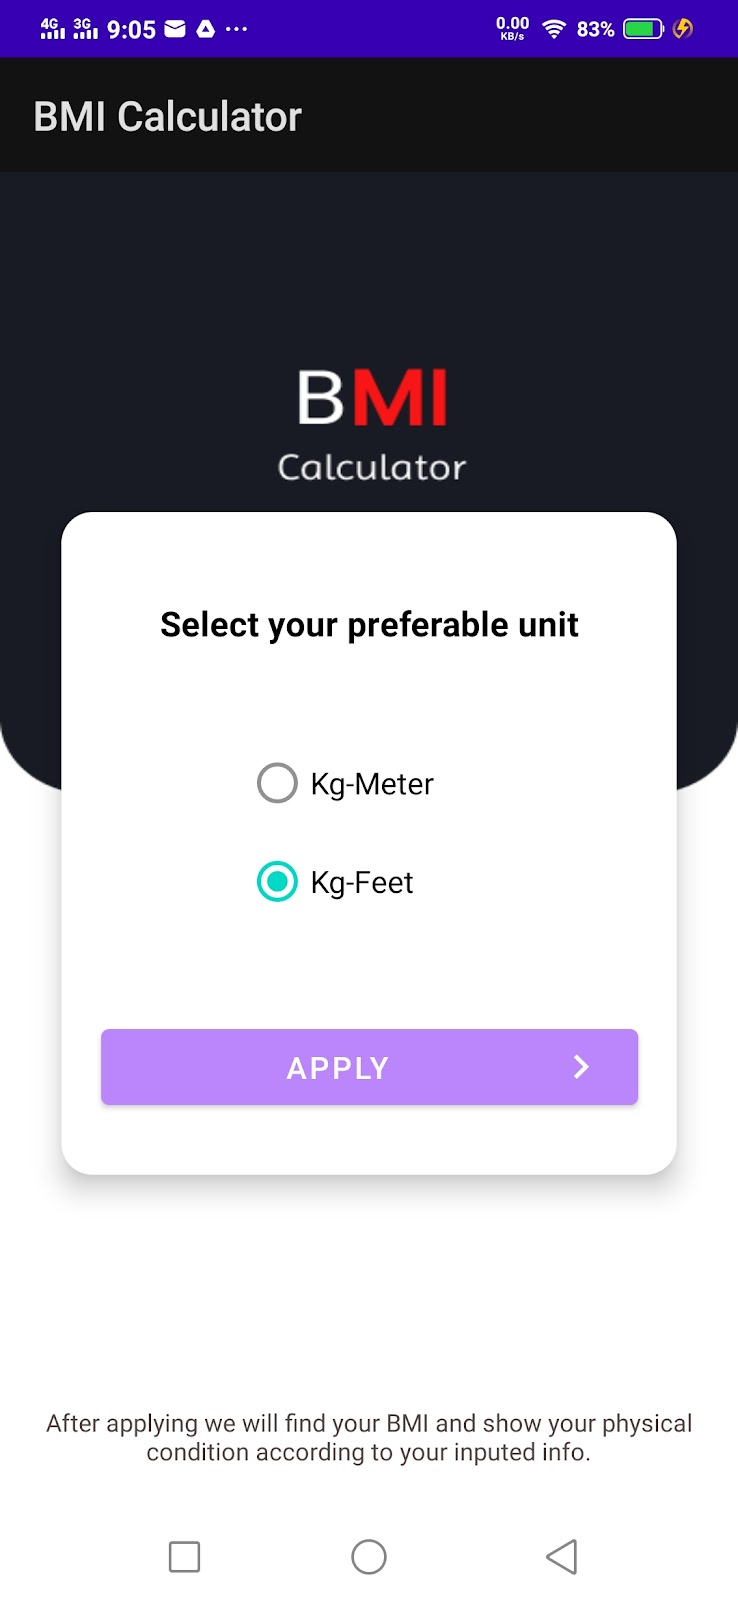 4G 3G 9:05 ... 0.00 KB/s 83%
BMI Calculator
BMI
Calculator
Select your preferable unit
Kg-Meter
Kg-Feet
APPLY
After applying we will find your BMI and show your physical
condition according to your inputed info.